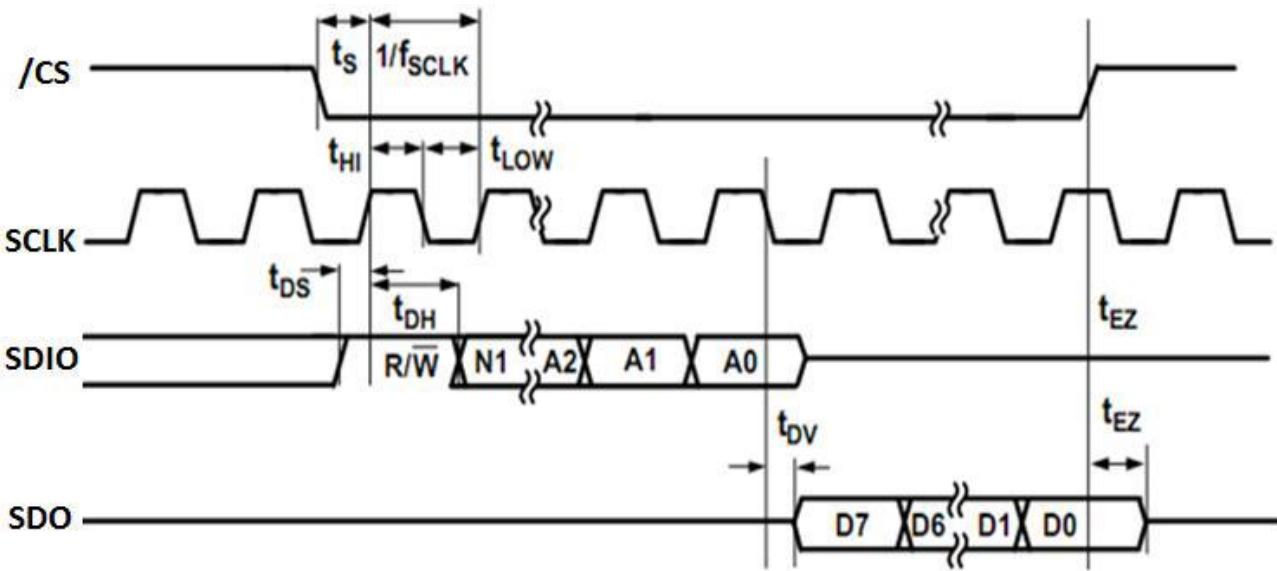 tS 1/fSCLK
/CS
tHI tLOW
SCLK
tDS
tDH tEZ
SDIO R/W̅ N1 A2 A1 A0
tDV tEZ
SDO D7 D6 D1 D0